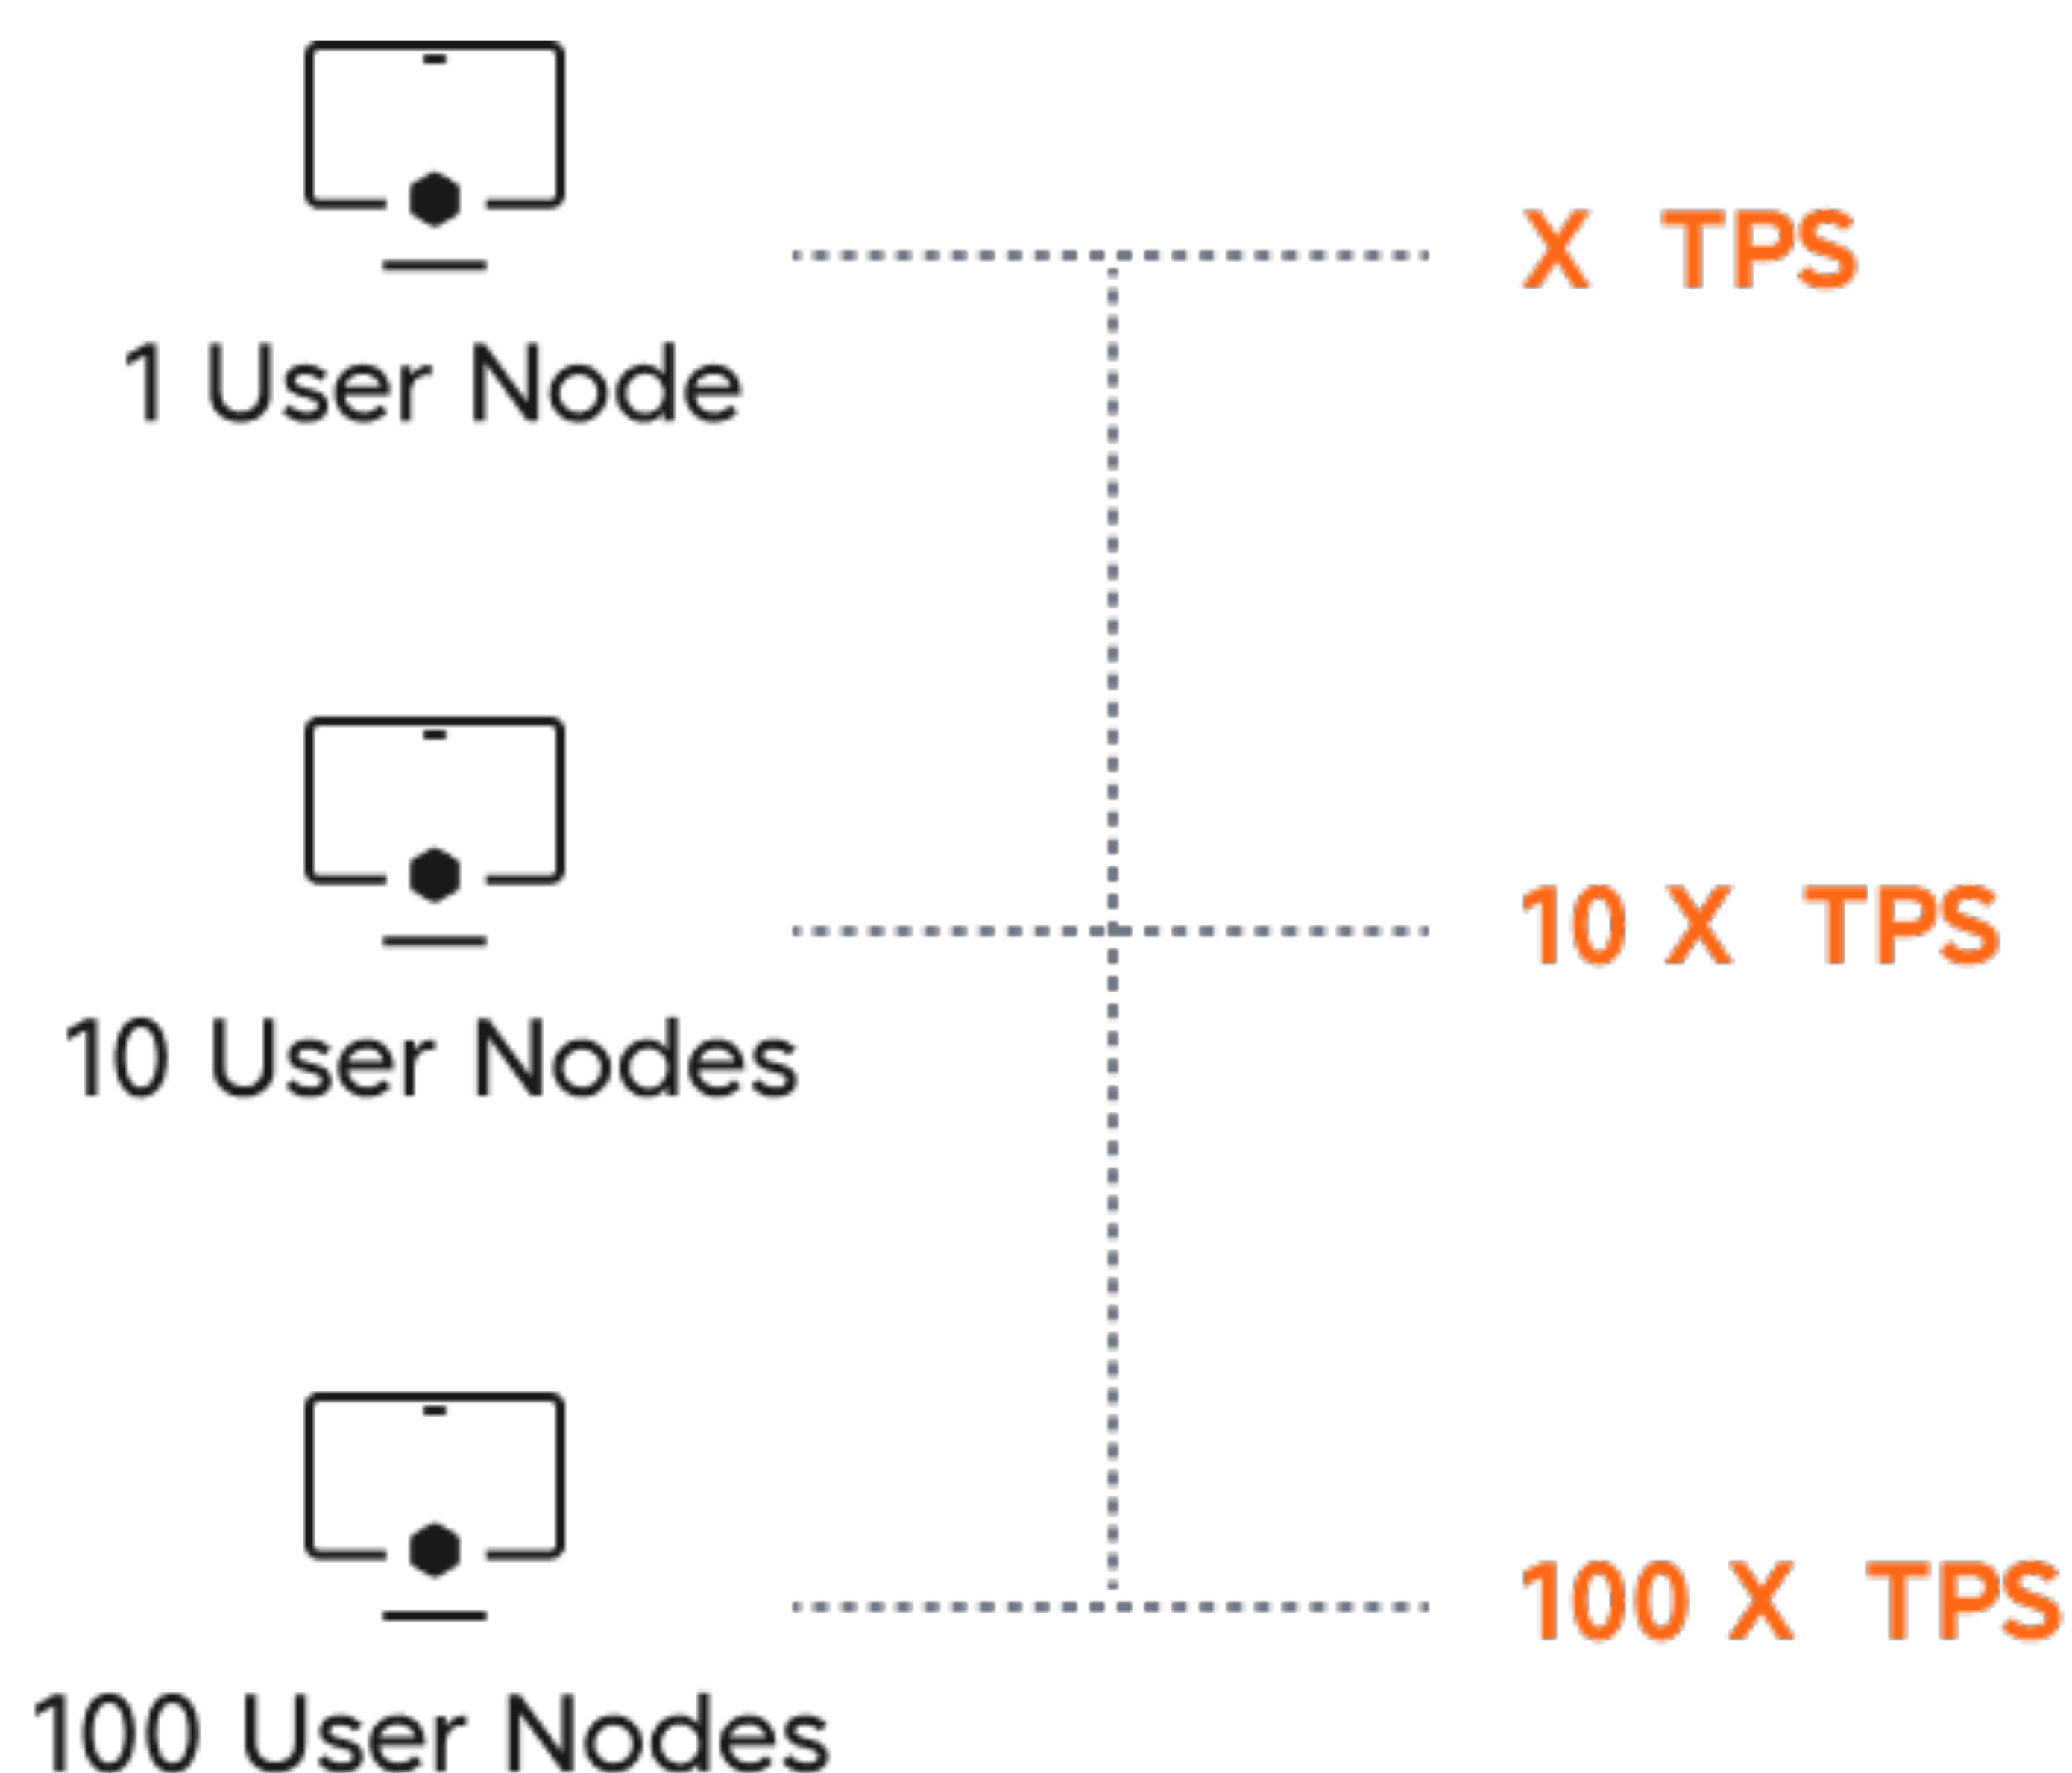 X TPS
1 User Node
10 X TPS
10 User Nodes
100 X TPS
100 User Nodes